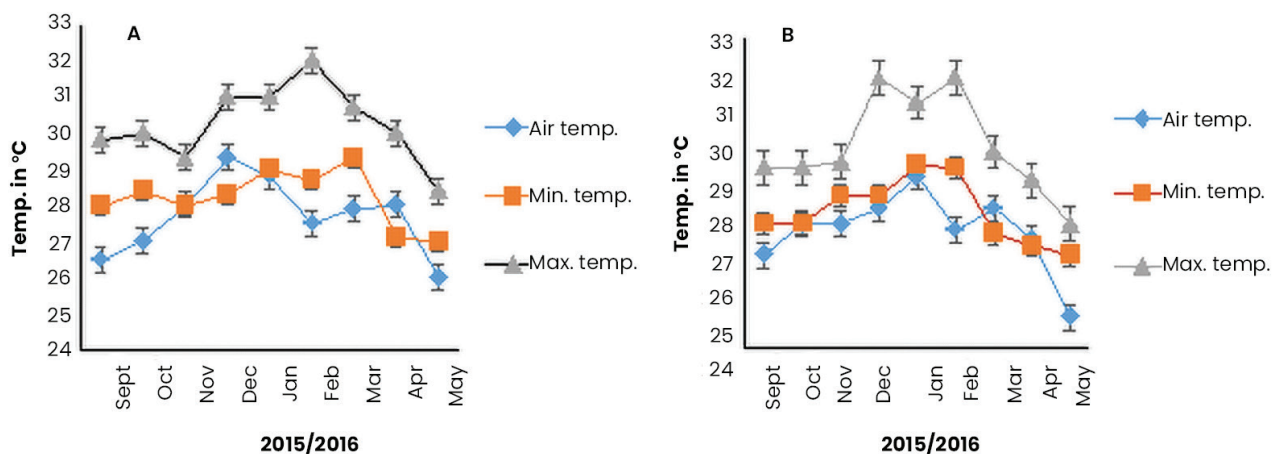 A
Temp. in °C
33
32
31
30
29
28
27
26
25
24
Sept
Oct
Nov
Dec
Jan
Feb
Mar
Apr
May
2015/2016
Air temp.
Min. temp.
Max. temp.
B
Temp. in °C
33
32
31
30
29
28
27
26
25
24
Sept
Oct
Nov
Dec
Jan
Feb
Mar
Apr
May
2015/2016
Air temp.
Min. temp.
Max. temp.